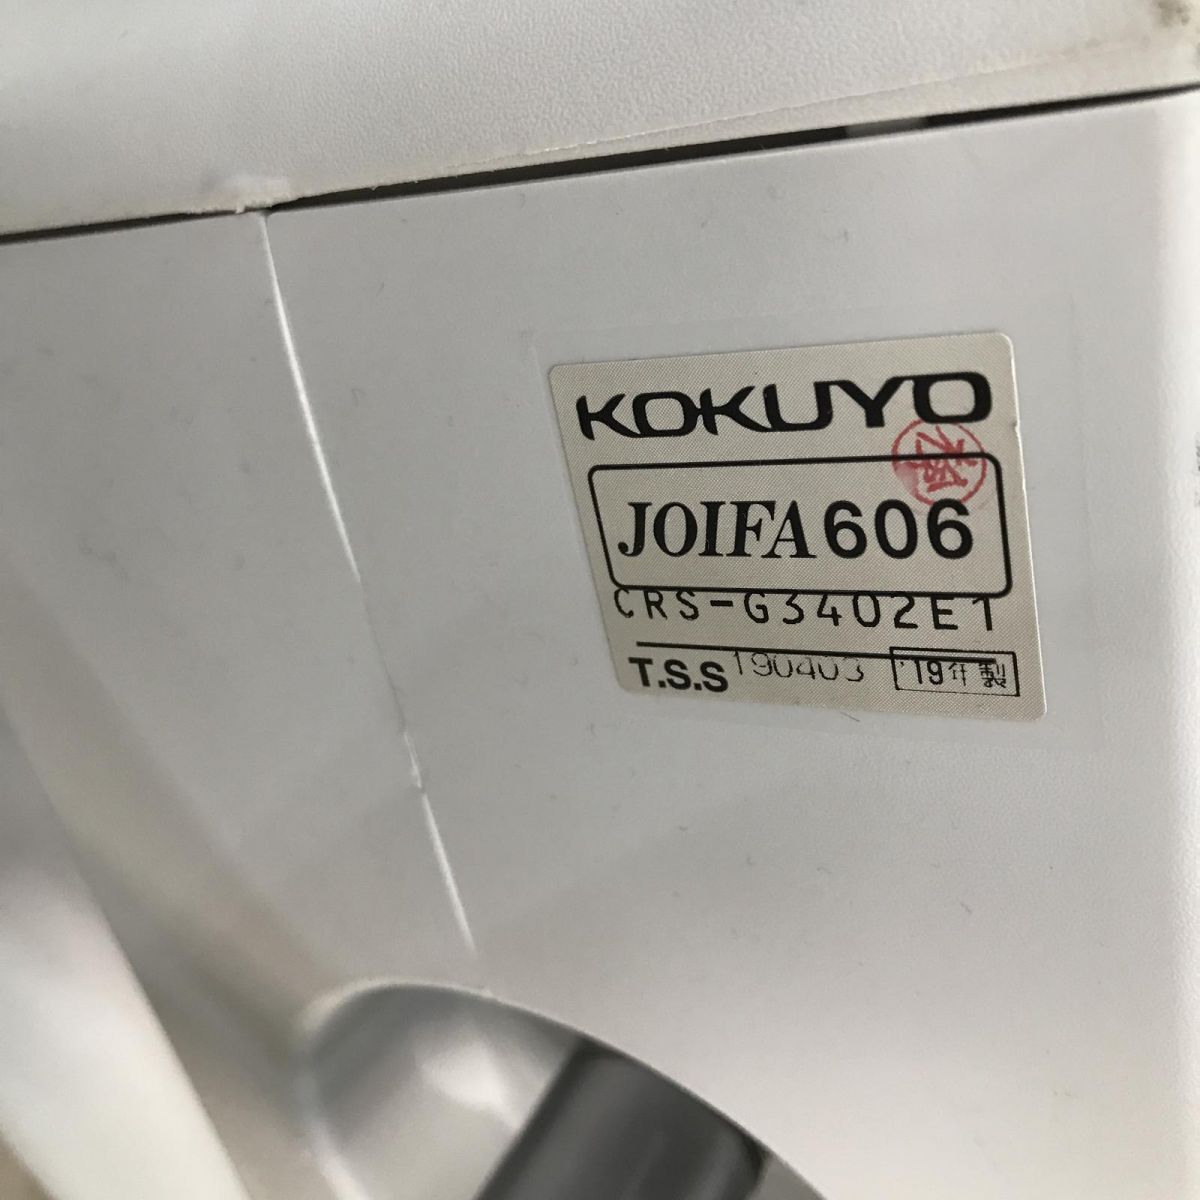 KOKUYO
JOIFA606
CRS-G3402E1
T.S.S 190403 '19年製